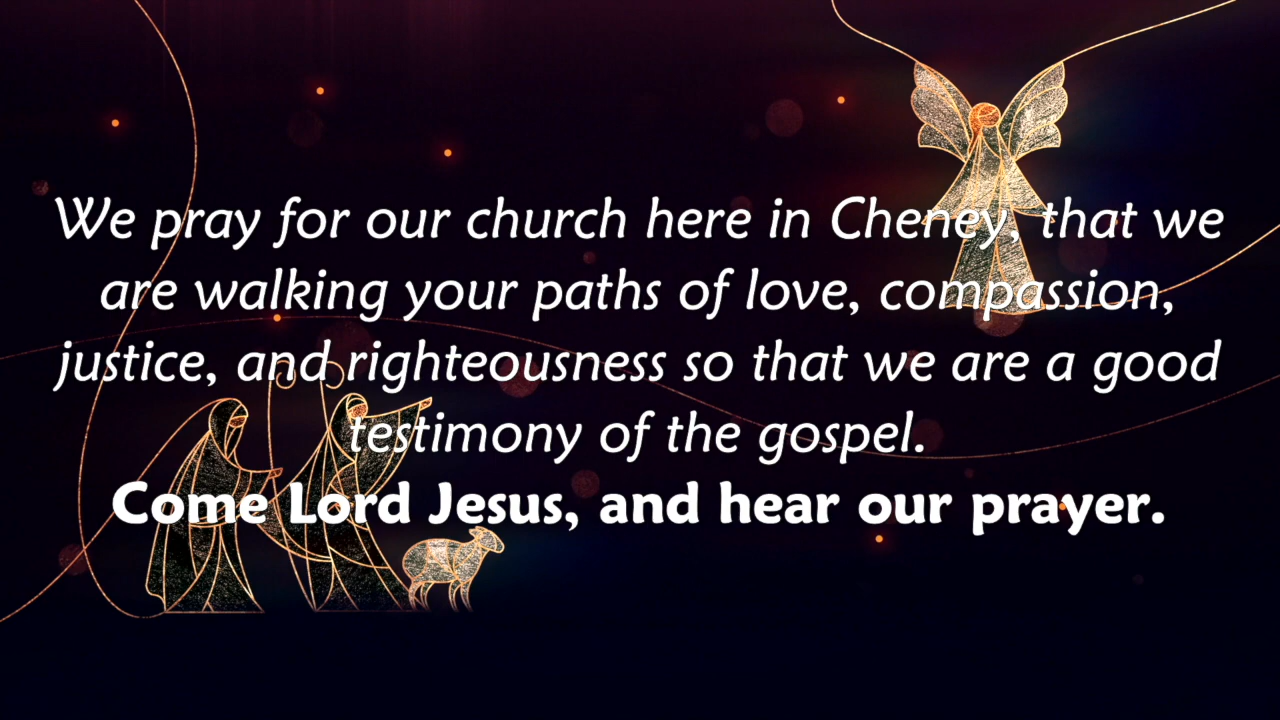 We pray for our church here in Cheney, that we
are walking your paths of love, compassion,
justice, and righteousness so that we are a good
testimony of the gospel.
Come Lord Jesus, and hear our prayer.